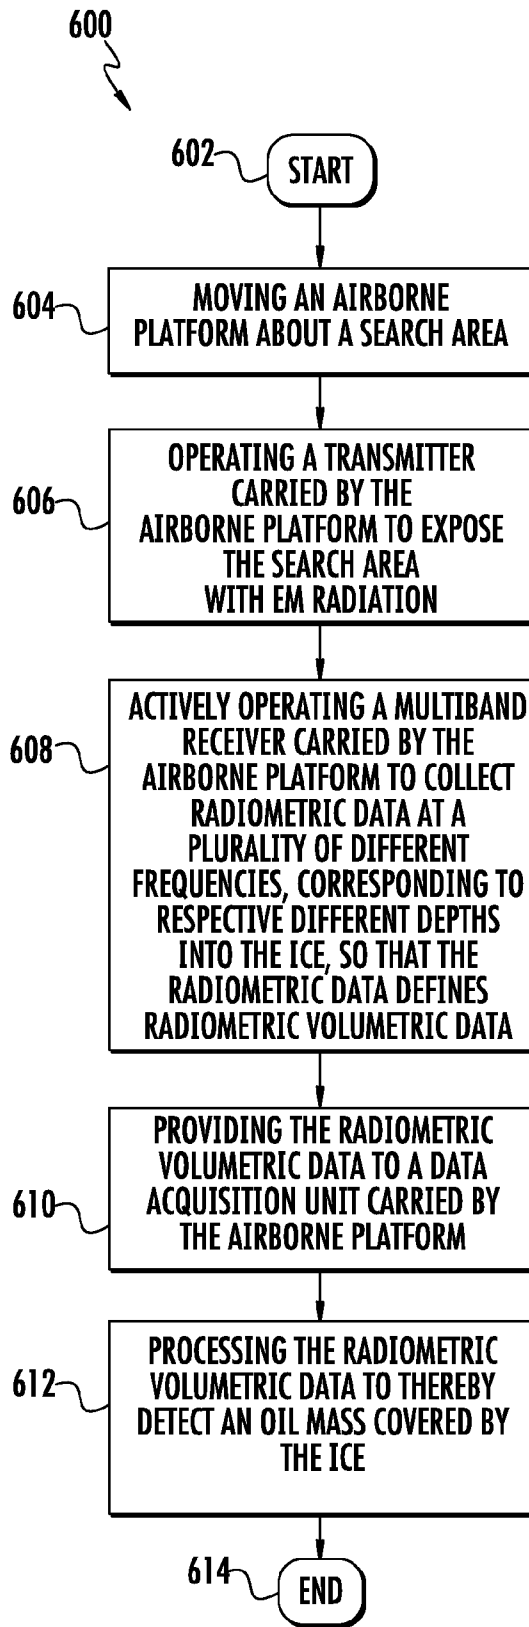 600
602
START
604
MOVING AN AIRBORNE
PLATFORM ABOUT A SEARCH AREA
606
OPERATING A TRANSMITTER
CARRIED BY THE
AIRBORNE PLATFORM TO EXPOSE
THE SEARCH AREA
WITH EM RADIATION
608
ACTIVELY OPERATING A MULTIBAND
RECEIVER CARRIED BY THE
AIRBORNE PLATFORM TO COLLECT
RADIOMETRIC DATA AT A
PLURALITY OF DIFFERENT
FREQUENCIES, CORRESPONDING TO
RESPECTIVE DIFFERENT DEPTHS
INTO THE ICE, SO THAT THE
RADIOMETRIC DATA DEFINES
RADIOMETRIC VOLUMETRIC DATA
610
PROVIDING THE RADIOMETRIC
VOLUMETRIC DATA TO A DATA
ACQUISITION UNIT CARRIED BY
THE AIRBORNE PLATFORM
612
PROCESSING THE RADIOMETRIC
VOLUMETRIC DATA TO THEREBY
DETECT AN OIL MASS COVERED BY
THE ICE
614
END